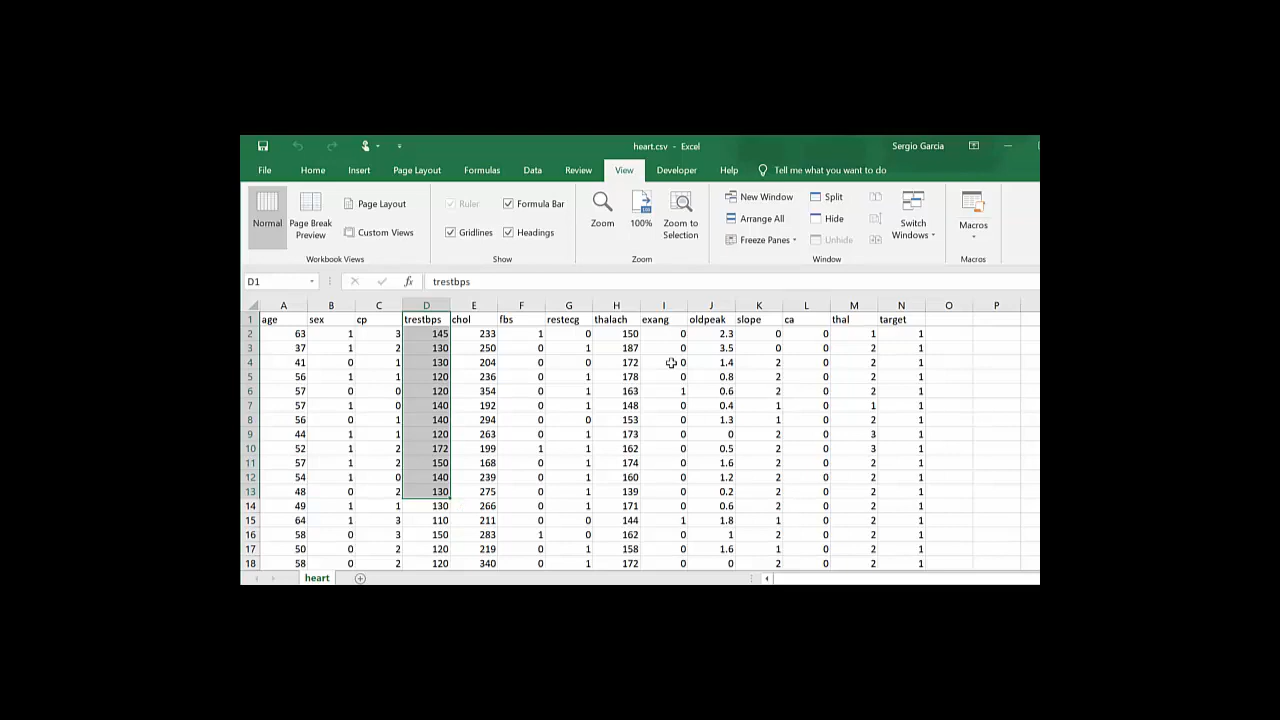 heart.csv - Excel Sergio Garcia
File Home Insert Page Layout Formulas Data Review View Developer Help Tell me what you want to do
Normal Page Break Preview Page Layout Custom Views
Workbook Views
Ruler Formula Bar
Gridlines Headings
Show
Zoom 100% Zoom to Selection
Zoom
New Window Split
Arrange All Hide
Freeze Panes Unhide
Switch Windows
Window
Macros
Macros
D1 fx trestbps
A B C D E F G H I J K L M N O P
1 age sex cp trestbps chol fbs restecg thalach exang oldpeak slope ca thal target
2 63 1 3 145 233 1 0 150 0 2.3 0 0 1 1
3 37 1 2 130 250 0 1 187 0 3.5 0 0 2 1
4 41 0 1 130 204 0 0 172 0 1.4 2 0 2 1
5 56 1 1 120 236 0 1 178 0 0.8 2 0 2 1
6 57 0 0 120 354 0 1 163 1 0.6 2 0 2 1
7 57 1 0 140 192 0 1 148 0 0.4 1 0 1 1
8 56 0 1 140 294 0 0 153 0 1.3 1 0 2 1
9 44 1 1 120 263 0 1 173 0 0 2 0 3 1
10 52 1 2 172 199 1 1 162 0 0.5 2 0 3 1
11 57 1 2 150 168 0 1 174 0 1.6 2 0 2 1
12 54 1 0 140 239 0 1 160 0 1.2 2 0 2 1
13 48 0 2 130 275 0 1 139 0 0.2 2 0 2 1
14 49 1 1 130 266 0 1 171 0 0.6 2 0 2 1
15 64 1 3 110 211 0 0 144 1 1.8 1 0 2 1
16 58 0 3 150 283 1 0 162 0 1 2 0 2 1
17 50 0 2 120 219 0 1 158 0 1.6 1 0 2 1
18 58 0 2 120 340 0 1 172 0 0 2 0 2 1
heart